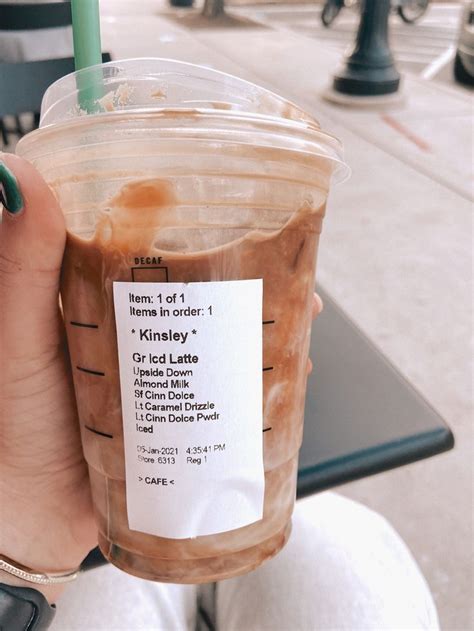 DECAF
Item: 1 of 1
Items in order: 1
* Kinsley *
Gr Icd Latte
Upside Down
Almond Milk
Sf Cinn Dolce
Lt Caramel Drizzle
Lt Cinn Dolce Pwdr
Iced
05-Jan-2021 4:35:41 PM
Store: 6313 Reg 1
> CAFE <